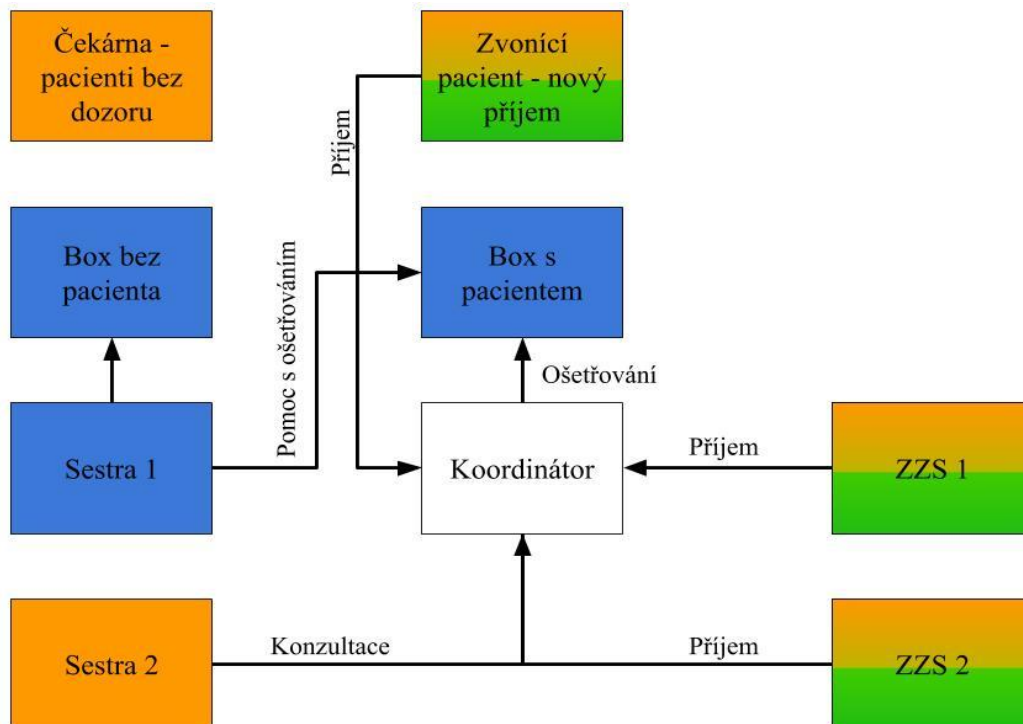 Čekárna -
pacienti bez
dozoru
Zvonící
pacient - nový
příjem
Příjem
Box bez
pacienta
Box s
pacientem
Pomoc s ošetřováním
Ošetřování
Sestra 1
Koordinátor
Příjem
ZZS 1
Sestra 2
Konzultace
Příjem
ZZS 2